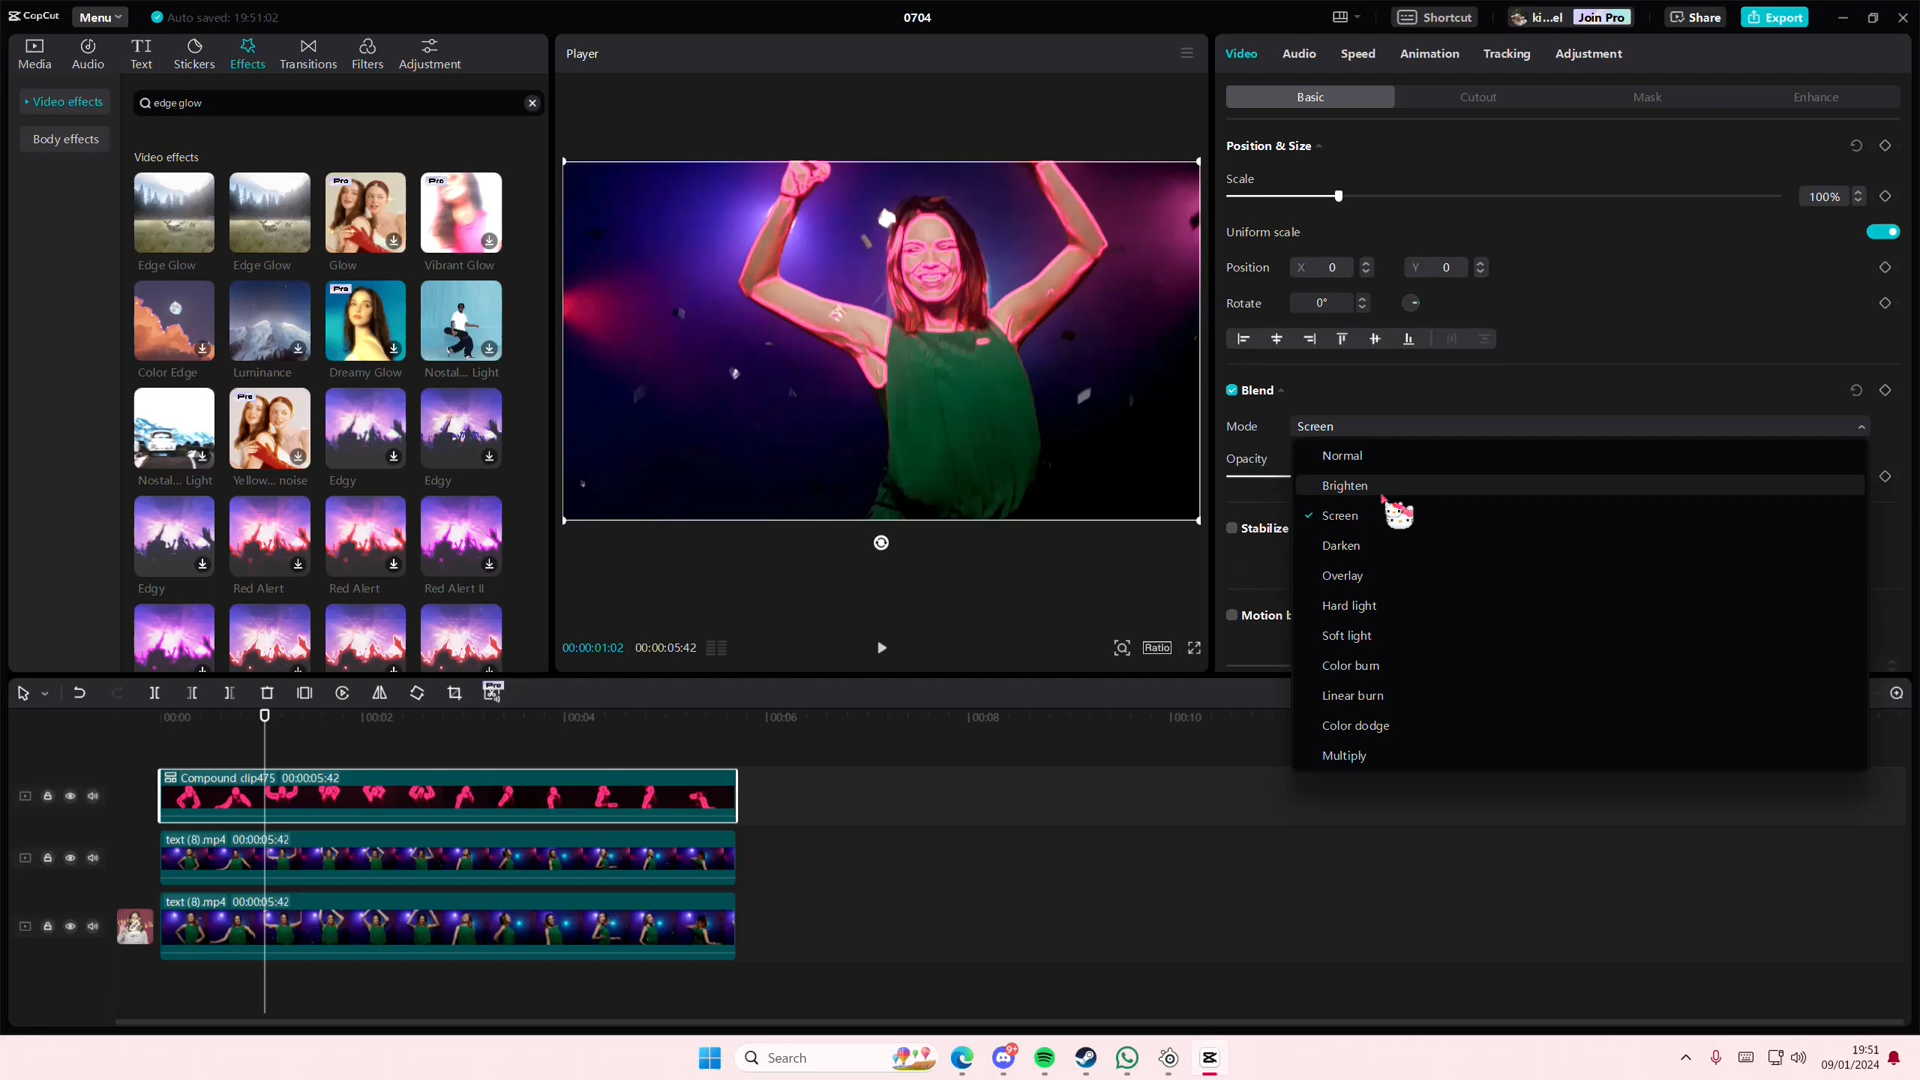 CapCut Menu Auto saved: 19:51:02 0704 Shortcut ki...el Join Pro Share Export
Media Audio Text Stickers Effects Transitions Filters Adjustment
Video effects
Body effects
edge glow
Video effects
Pro Pro
Edge Glow Edge Glow Glow Vibrant Glow
Pro
Color Edge Luminance Dreamy Glow Nostal... Light
Pro
Nostal... Light Yellow... noise Edgy Edgy
Edgy Red Alert Red Alert Red Alert II
Player
00:00:01:02 00:00:05:42 Ratio
Video Audio Speed Animation Tracking Adjustment
Basic Cutout Mask Enhance
Position & Size
Scale
100%
Uniform scale
Position X 0 Y 0
Rotate 0°
Blend
Mode Screen
Opacity
Stabilize
Motion b
Normal
Brighten
Screen
Darken
Overlay
Hard light
Soft light
Color burn
Linear burn
Color dodge
Multiply
Pro
00:00 00:02 00:04 00:06 00:08 00:10
Compound clip475 00:00:05:42
text (8).mp4 00:00:05:42
text (8).mp4 00:00:05:42
Search 9+
19:51
09/01/2024